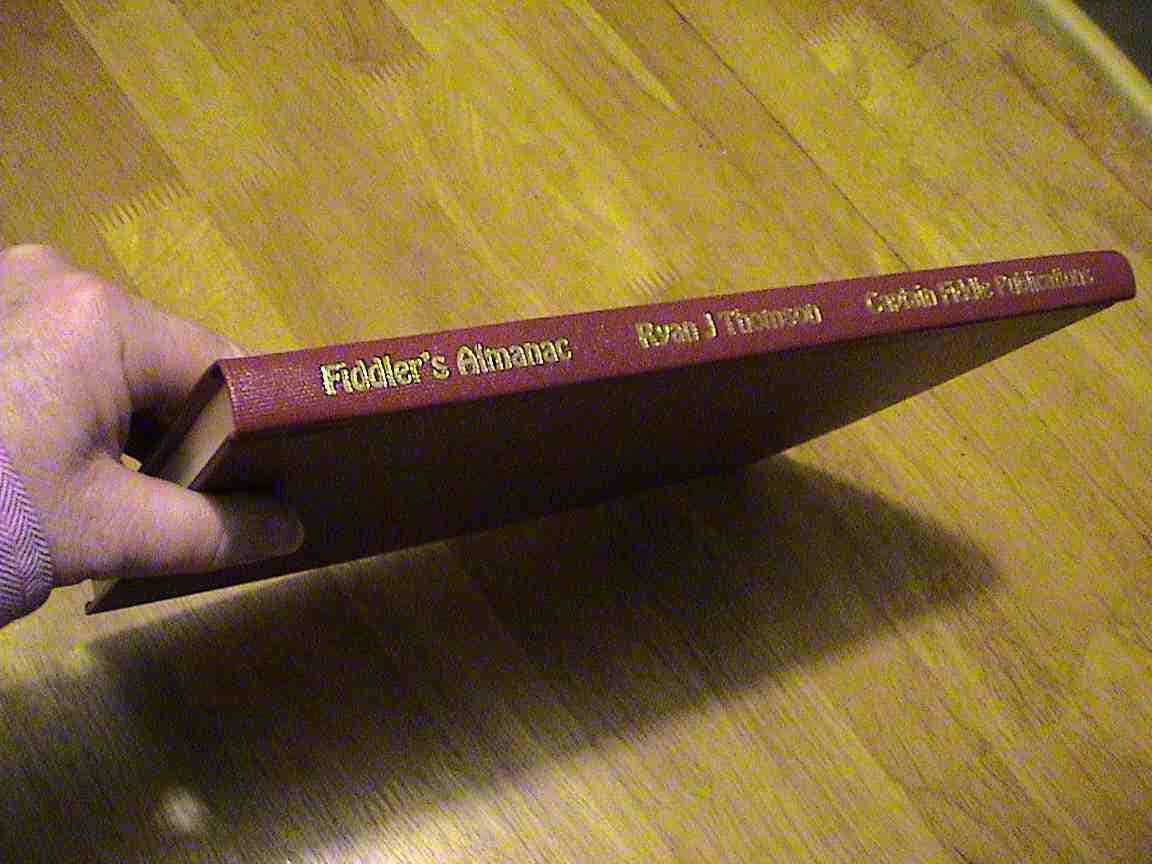 Fiddler's Almanac Ryan J Thomson Captain Fiddle Publications